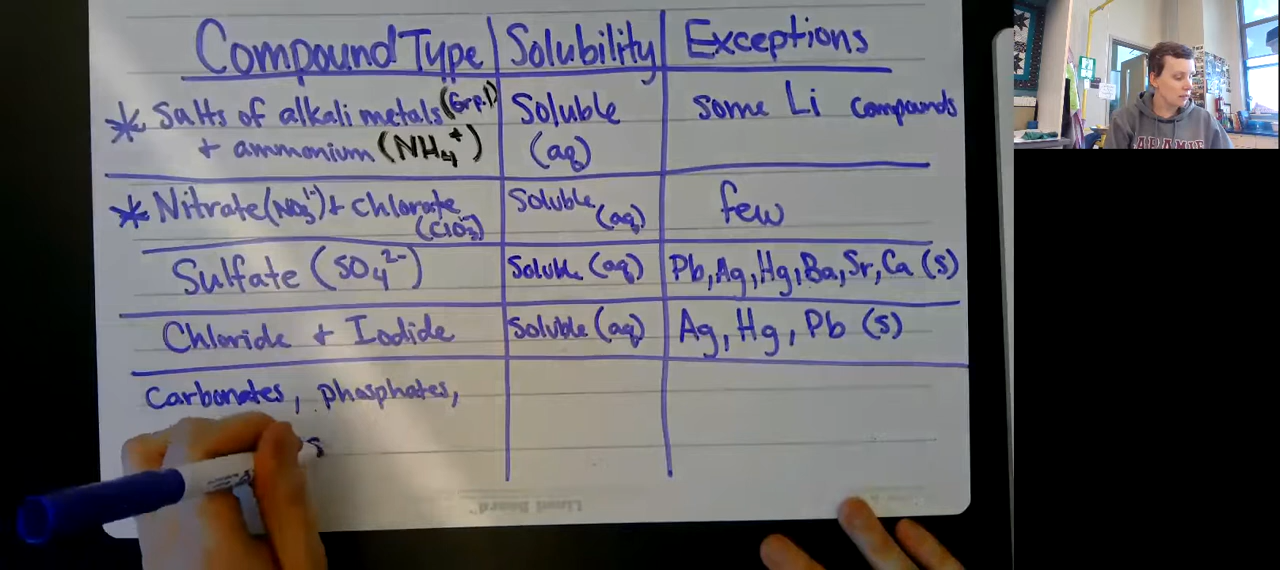 Compound Type Solubility Exceptions
* Salts of alkali metals (Grp.1) Soluble some Li compounds
+ ammonium (NH₄⁺) (aq)
* Nitrate (NO₃¹⁻) + Chlorate Soluble (aq) few
(ClO₃⁻)
Sulfate (SO₄²⁻) Soluble (aq) Pb, Ag, Hg, Ba, Sr, Ca (s)
Chloride + Iodide Soluble (aq) Ag, Hg, Pb (s)
Carbonates, phosphates,
s